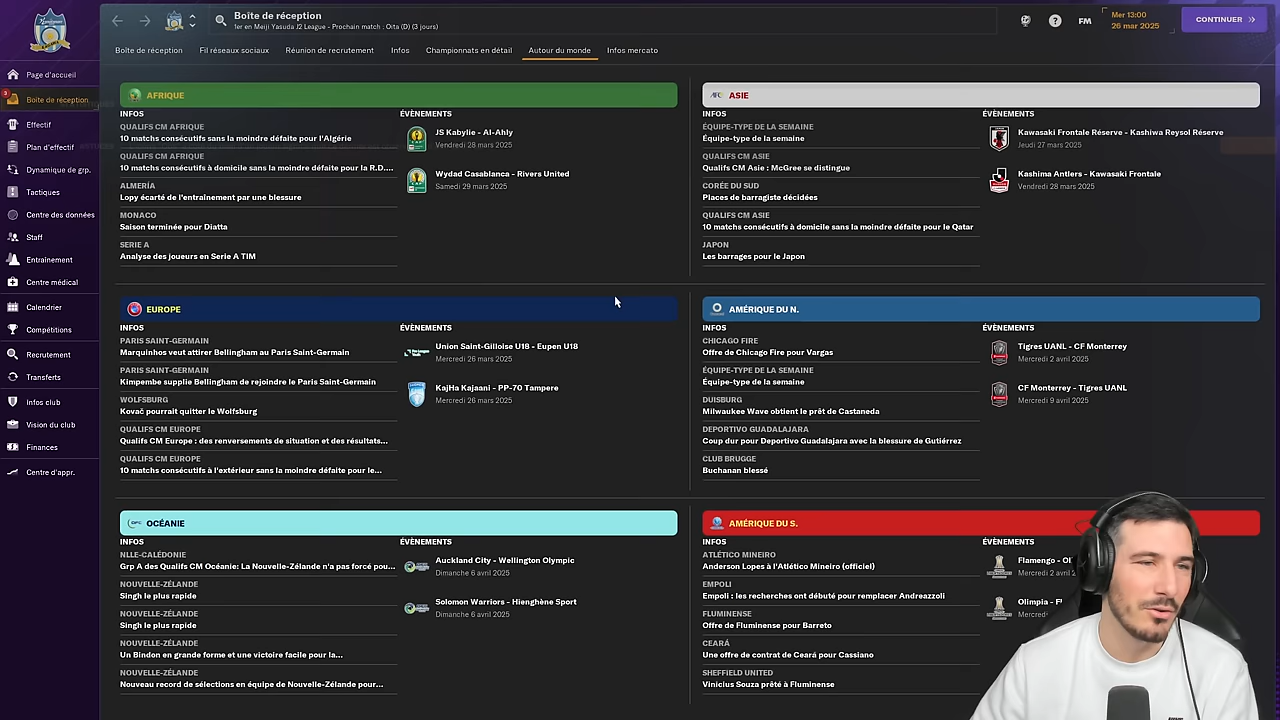 Boîte de réception
1er en Meiji Yasuda J2 League - Prochain match : Oita (D) (3 jours)
FM
Mer 13:00
26 mar 2025
CONTINUER
Boîte de réception
Fil réseaux sociaux
Réunion de recrutement
Infos
Championnats en détail
Autour du monde
Infos mercato
Page d'accueil
3
Boîte de réception
Effectif
Plan d'effectif
Dynamique de grp.
Tactiques
Centre des données
Staff
Entraînement
Centre médical
Calendrier
Compétitions
Recrutement
Transferts
Infos club
Vision du club
Finances
Centre d'appr.
AFRIQUE
INFOS
QUALIFS CM AFRIQUE
10 matchs consécutifs sans la moindre défaite pour l'Algérie
QUALIFS CM AFRIQUE
10 matchs consécutifs à domicile sans la moindre défaite pour la R.D....
ALMERÍA
Lopy écarté de l'entraînement par une blessure
MONACO
Saison terminée pour Diatta
SERIE A
Analyse des joueurs en Serie A TIM
ÉVÈNEMENTS
JS Kabylie - Al-Ahly
Vendredi 28 mars 2025
Wydad Casablanca - Rivers United
Samedi 29 mars 2025
AFC
ASIE
INFOS
ÉQUIPE-TYPE DE LA SEMAINE
Équipe-type de la semaine
QUALIFS CM ASIE
Qualifs CM Asie : McGree se distingue
CORÉE DU SUD
Places de barragiste décidées
QUALIFS CM ASIE
10 matchs consécutifs à domicile sans la moindre défaite pour le Qatar
JAPON
Les barrages pour le Japon
ÉVÈNEMENTS
Kawasaki Frontale Réserve - Kashiwa Reysol Réserve
Jeudi 27 mars 2025
Kashima Antlers - Kawasaki Frontale
Vendredi 28 mars 2025
EUROPE
INFOS
PARIS SAINT-GERMAIN
Marquinhos veut attirer Bellingham au Paris Saint-Germain
PARIS SAINT-GERMAIN
Kimpembe supplie Bellingham de rejoindre le Paris Saint-Germain
WOLFSBURG
Kovač pourrait quitter le Wolfsburg
QUALIFS CM EUROPE
Qualifs CM Europe : des renversements de situation et des résultats...
QUALIFS CM EUROPE
10 matchs consécutifs à l'extérieur sans la moindre défaite pour le...
ÉVÈNEMENTS
Union Saint-Gilloise U18 - Eupen U18
Mercredi 26 mars 2025
KajHa Kajaani - PP-70 Tampere
Mercredi 26 mars 2025
AMÉRIQUE DU N.
INFOS
CHICAGO FIRE
Offre de Chicago Fire pour Vargas
ÉQUIPE-TYPE DE LA SEMAINE
Équipe-type de la semaine
DUISBURG
Milwaukee Wave obtient le prêt de Castaneda
DEPORTIVO GUADALAJARA
Coup dur pour Deportivo Guadalajara avec la blessure de Gutiérrez
CLUB BRUGGE
Buchanan blessé
ÉVÈNEMENTS
Tigres UANL - CF Monterrey
Mercredi 2 avril 2025
CF Monterrey - Tigres UANL
Mercredi 9 avril 2025
OFC
OCÉANIE
INFOS
NLLE-CALÉDONIE
Grp A des Qualifs CM Océanie: La Nouvelle-Zélande n'a pas forcé pou...
NOUVELLE-ZÉLANDE
Singh le plus rapide
NOUVELLE-ZÉLANDE
Singh le plus rapide
NOUVELLE-ZÉLANDE
Un Bindon en grande forme et une victoire facile pour la...
NOUVELLE-ZÉLANDE
Nouveau record de sélections en équipe de Nouvelle-Zélande pour...
ÉVÈNEMENTS
Auckland City - Wellington Olympic
Dimanche 6 avril 2025
Solomon Warriors - Hienghène Sport
Dimanche 6 avril 2025
AMÉRIQUE DU S.
INFOS
ATLÉTICO MINEIRO
Anderson Lopes à l'Atlético Mineiro (officiel)
EMPOLI
Empoli : les recherches ont débuté pour remplacer Andreazzoli
FLUMINENSE
Offre de Fluminense pour Barreto
CEARÁ
Une offre de contrat de Ceará pour Cassiano
SHEFFIELD UNITED
Vinicius Souza prêté à Fluminense
ÉVÈNEMENTS
Flamengo - Ol
Mercredi 2 avril 2
Olimpia - F
Mercredi